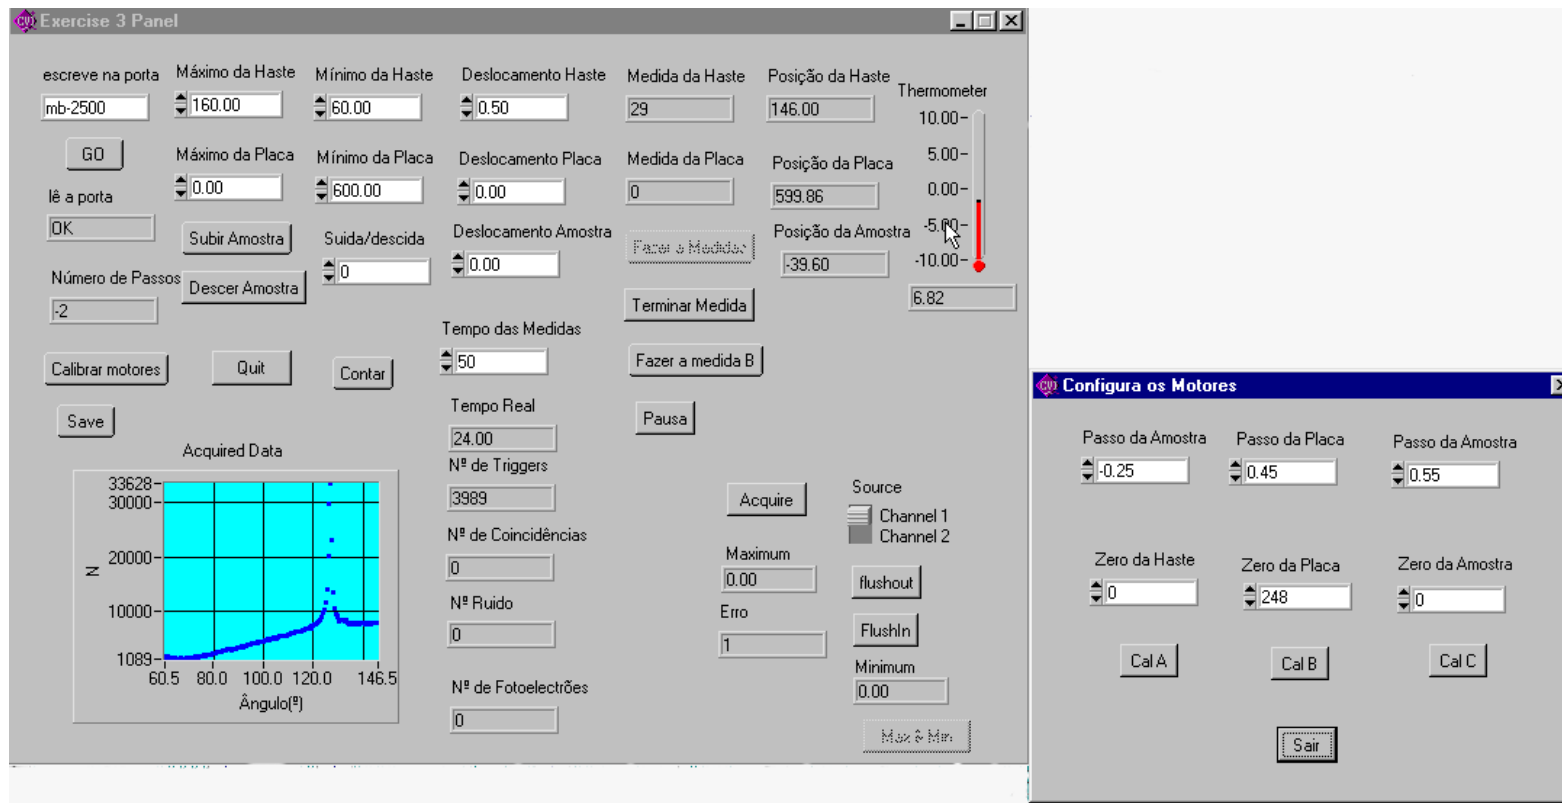 Exercise 3 Panel
escreve na porta
mb-2500
Máximo da Haste
160.00
Mínimo da Haste
60.00
Deslocamento Haste
0.50
Medida da Haste
29
Posição da Haste
146.00
Thermometer
10.00
5.00
0.00
-5.00
-10.00
6.82
GO
Máximo da Placa
0.00
Mínimo da Placa
600.00
Deslocamento Placa
0.00
Medida da Placa
0
Posição da Placa
599.86
lê a porta
OK
Subir Amostra
Suida/descida
0
Deslocamento Amostra
0.00
Fazer a Medidas
Posição da Amostra
-39.60
Número de Passos
-2
Descer Amostra
Terminar Medida
Tempo das Medidas
50
Calibrar motores
Quit
Contar
Fazer a medida B
Save
Tempo Real
24.00
Pausa
Acquired Data
33628
30000
20000
10000
1089
N
60.5 80.0 100.0 120.0 146.5
Ângulo(º)
Nº de Triggers
3989
Nº de Coincidências
0
Nº Ruido
0
Nº de Fotoelectrões
0
Acquire
Source
Channel 1
Channel 2
Maximum
0.00
flushout
Erro
1
FlushIn
Minimum
0.00
Max & Min
Configura os Motores
Passo da Amostra
-0.25
Passo da Placa
0.45
Passo da Amostra
0.55
Zero da Haste
0
Zero da Placa
248
Zero da Amostra
0
Cal A
Cal B
Cal C
Sair